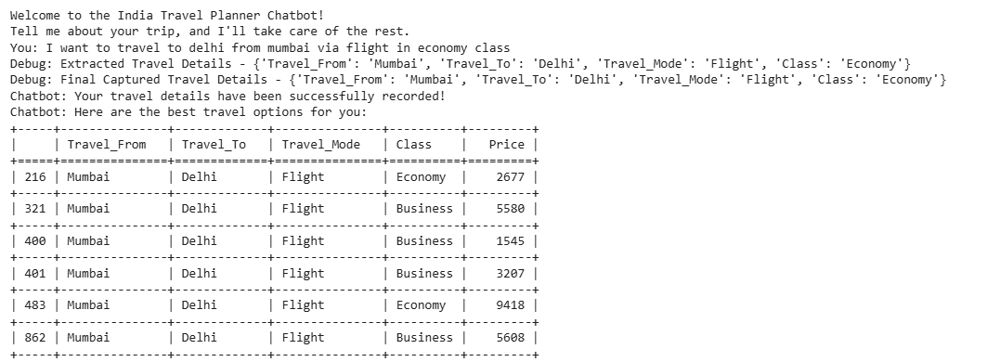 Welcome to the India Travel Planner Chatbot!
Tell me about your trip, and I'll take care of the rest.
You: I want to travel to delhi from mumbai via flight in economy class
Debug: Extracted Travel Details - {'Travel_From': 'Mumbai', 'Travel_To': 'Delhi', 'Travel_Mode': 'Flight', 'Class': 'Economy'}
Debug: Final Captured Travel Details - {'Travel_From': 'Mumbai', 'Travel_To': 'Delhi', 'Travel_Mode': 'Flight', 'Class': 'Economy'}
Chatbot: Your travel details have been successfully recorded!
Chatbot: Here are the best travel options for you:
+-----+---------------+-------------+---------------+----------+---------+
|     | Travel_From   | Travel_To   | Travel_Mode   | Class    |   Price |
+=====+===============+=============+===============+==========+=========+
| 216 | Mumbai        | Delhi       | Flight        | Economy  |    2677 |
+-----+---------------+-------------+---------------+----------+---------+
| 321 | Mumbai        | Delhi       | Flight        | Business |    5580 |
+-----+---------------+-------------+---------------+----------+---------+
| 400 | Mumbai        | Delhi       | Flight        | Business |    1545 |
+-----+---------------+-------------+---------------+----------+---------+
| 401 | Mumbai        | Delhi       | Flight        | Business |    3207 |
+-----+---------------+-------------+---------------+----------+---------+
| 483 | Mumbai        | Delhi       | Flight        | Economy  |    9418 |
+-----+---------------+-------------+---------------+----------+---------+
| 862 | Mumbai        | Delhi       | Flight        | Business |    5608 |
+-----+---------------+-------------+---------------+----------+---------+